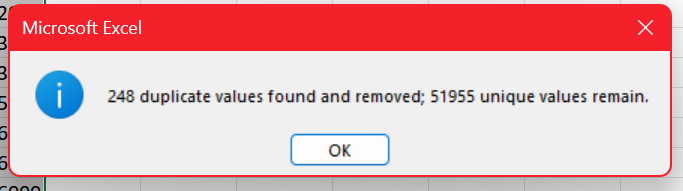 Microsoft Excel
248 duplicate values found and removed; 51955 unique values remain.
OK